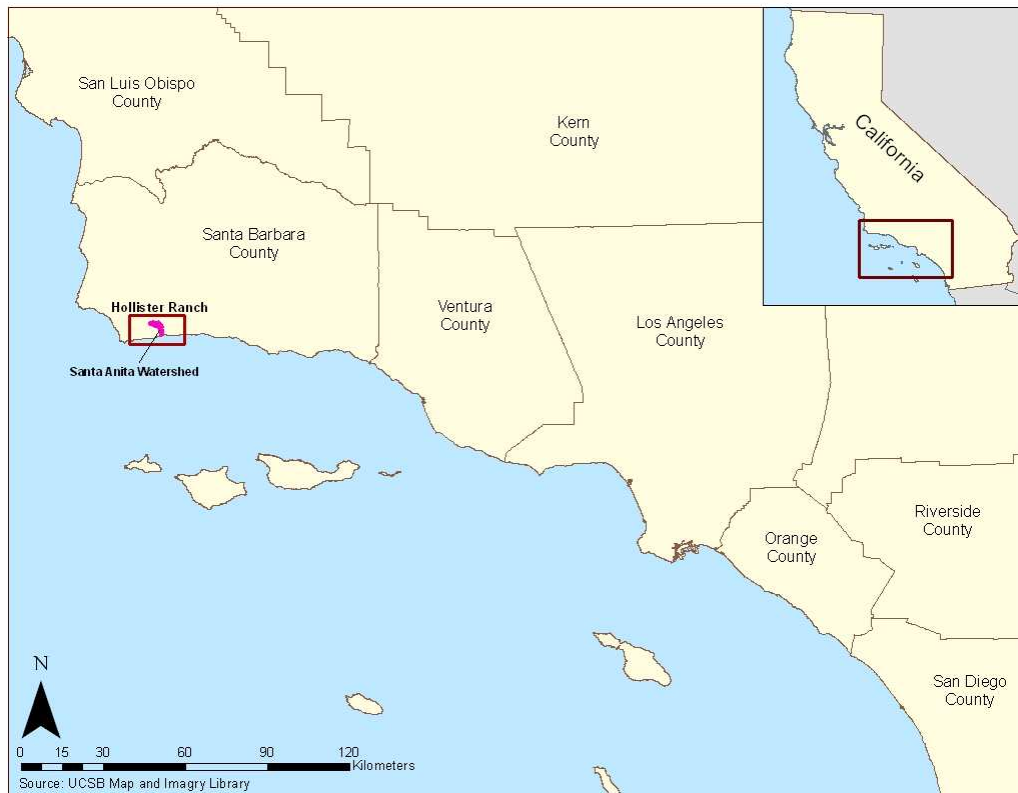 San Luis Obispo
County
Kern
County
California
Santa Barbara
County
Hollister Ranch
Santa Anita Watershed
Ventura
County
Los Angeles
County
Riverside
County
Orange
County
San Diego
County
N
0 15 30 60 90 120
Kilometers
Source: UCSB Map and Imagry Library